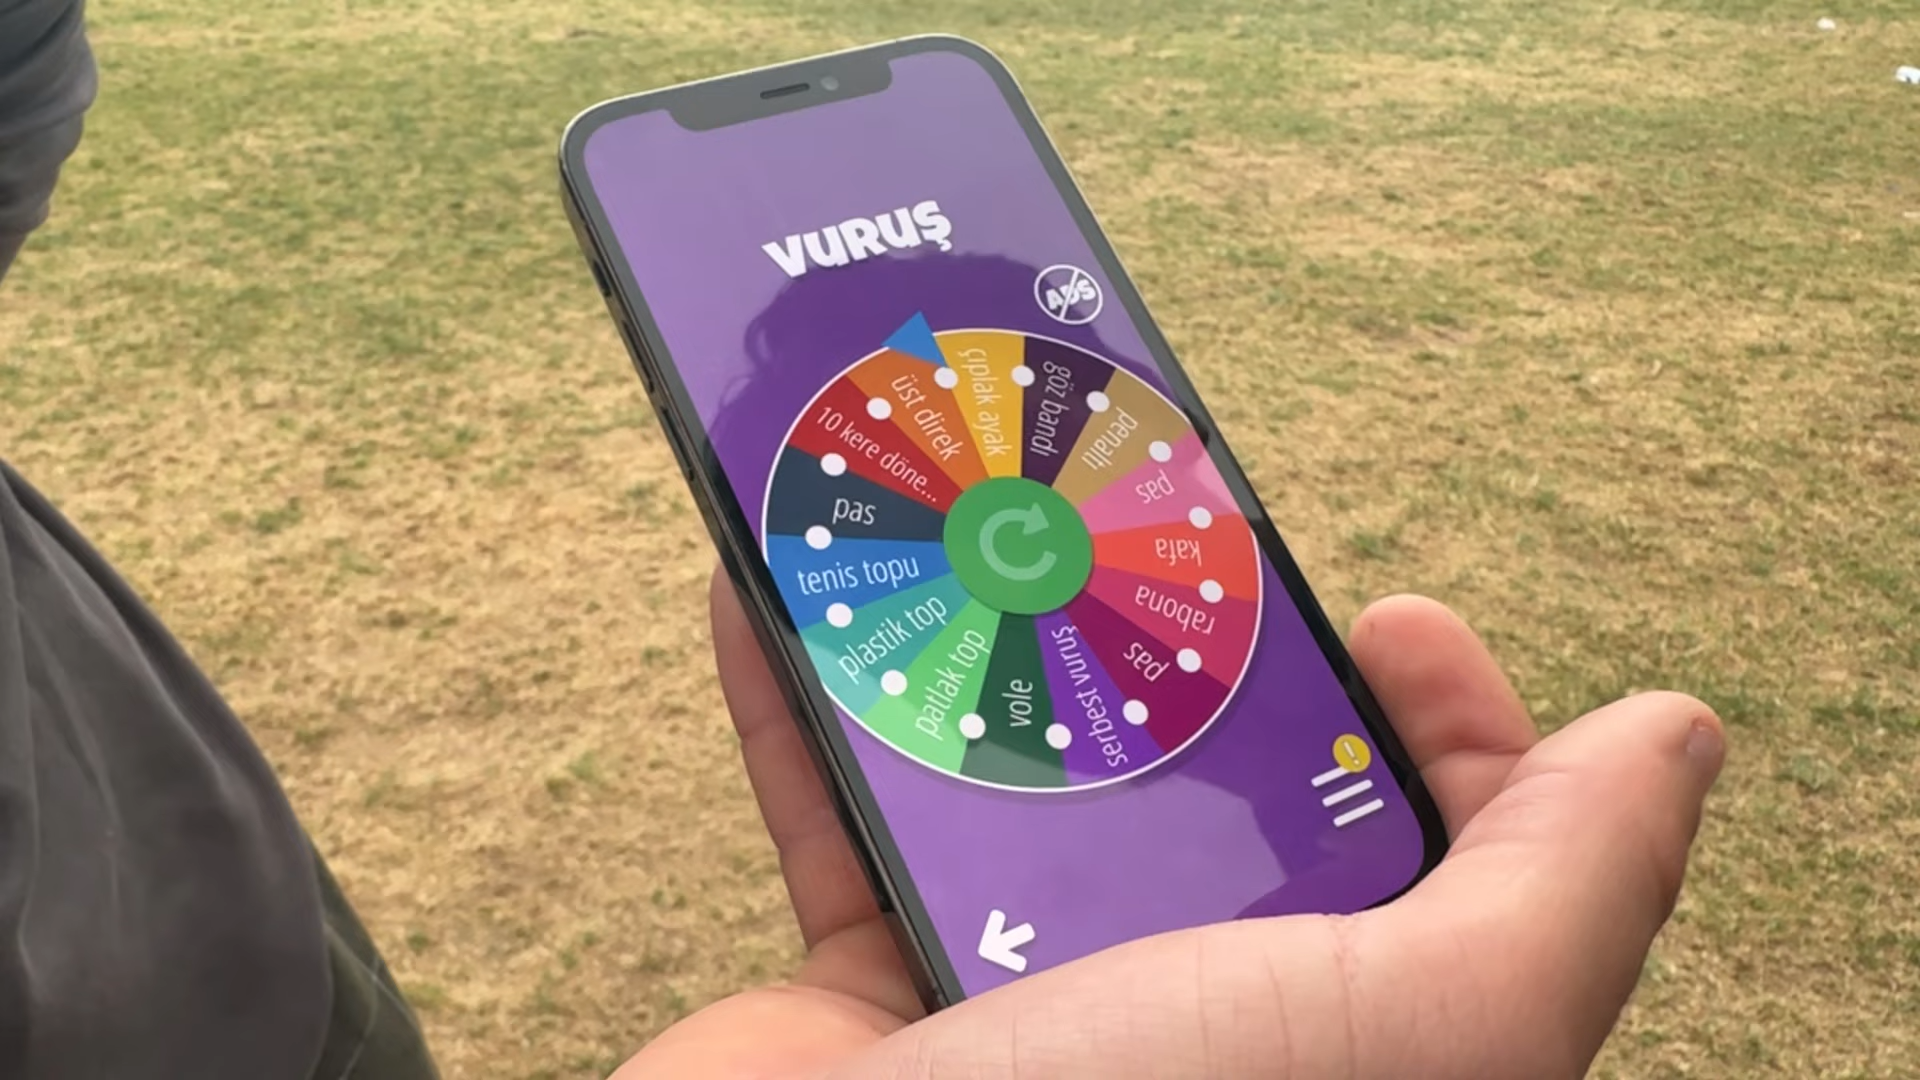 VURUŞ
ADS
çıplak ayak
göz bandı
penaltı
pas
kafa
rabona
pas
serbest vuruş
vole
patlak top
plastik top
tenis topu
pas
10 kere döne...
üst direk